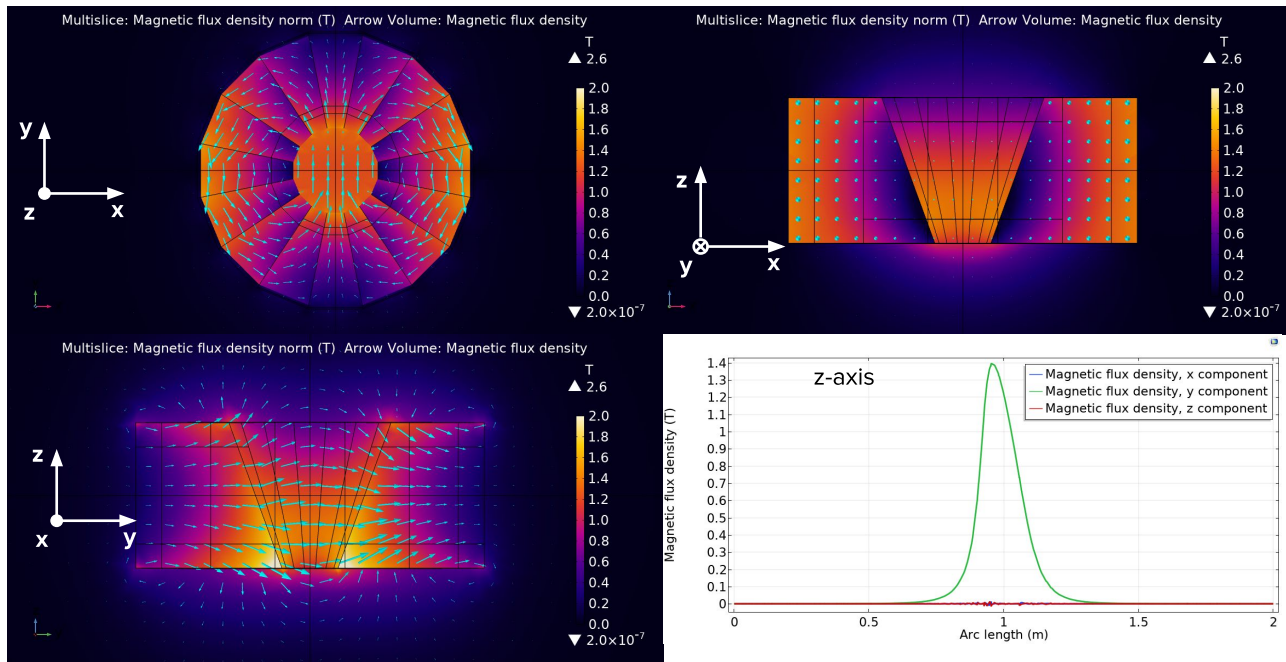 Multislice: Magnetic flux density norm (T) Arrow Volume: Magnetic flux density
T
2.6
2.0
1.8
1.6
1.4
1.2
1.0
0.8
0.6
0.4
0.2
0.0
2.0×10⁻⁷
y
z
x
Multislice: Magnetic flux density norm (T) Arrow Volume: Magnetic flux density
T
2.6
2.0
1.8
1.6
1.4
1.2
1.0
0.8
0.6
0.4
0.2
0.0
2.0×10⁻⁷
z
y
x
Multislice: Magnetic flux density norm (T) Arrow Volume: Magnetic flux density
T
2.6
2.0
1.8
1.6
1.4
1.2
1.0
0.8
0.6
0.4
0.2
0.0
2.0×10⁻⁷
z
x
y
z-axis
Magnetic flux density, x component
Magnetic flux density, y component
Magnetic flux density, z component
Magnetic flux density (T)
1.4
1.3
1.2
1.1
1
0.9
0.8
0.7
0.6
0.5
0.4
0.3
0.2
0.1
0
0
0.5
1
1.5
2
Arc length (m)